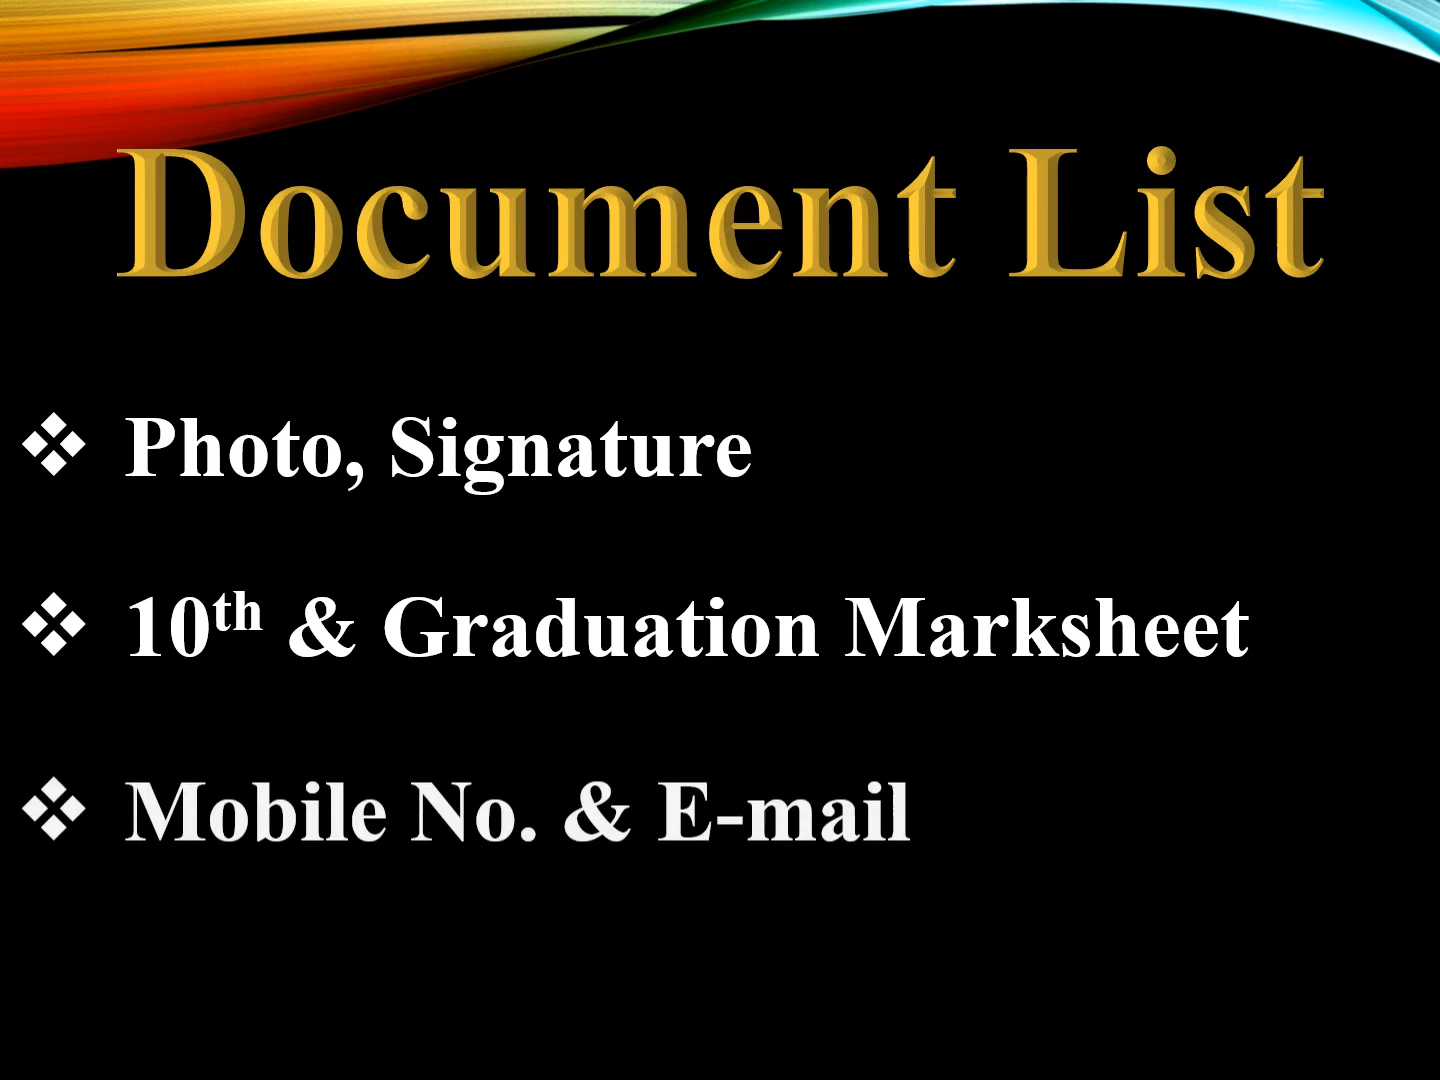 Document List
❖ Photo, Signature
❖ 10th & Graduation Marksheet
❖ Mobile No. & E-mail